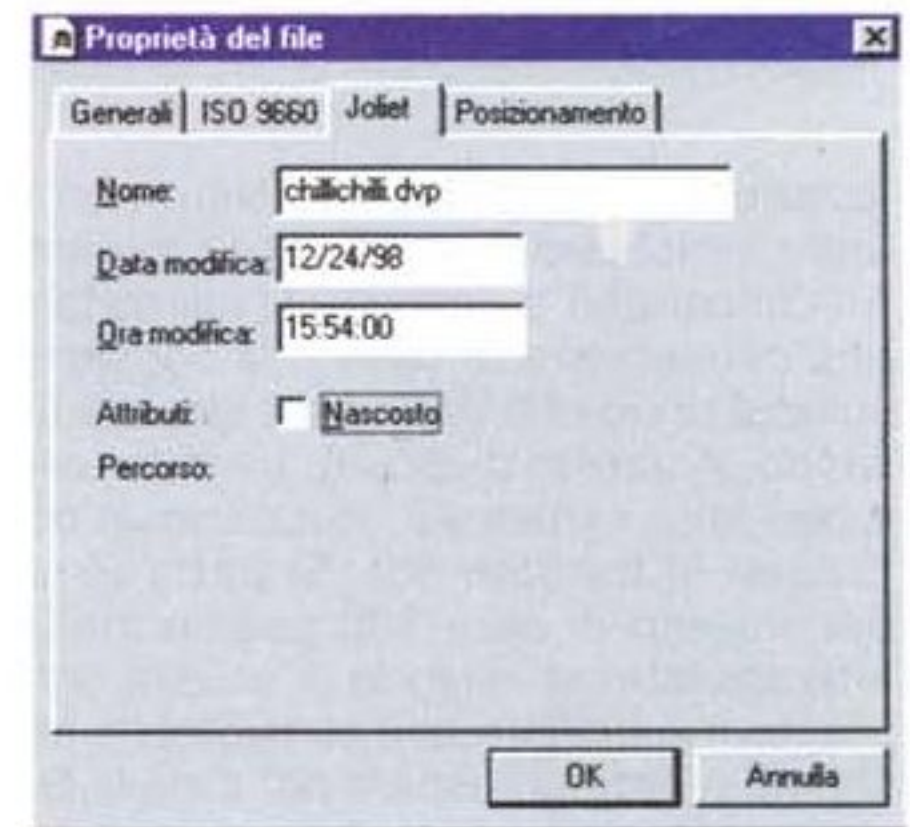 Proprietà del file
Generali ISO 9660 Joliet Posizionamento
Nome: chillichilli.dvp
Data modifica: 12/24/98
Ora modifica: 15:54:00
Attributi: Nascosto
Percorso:
OK Annulla